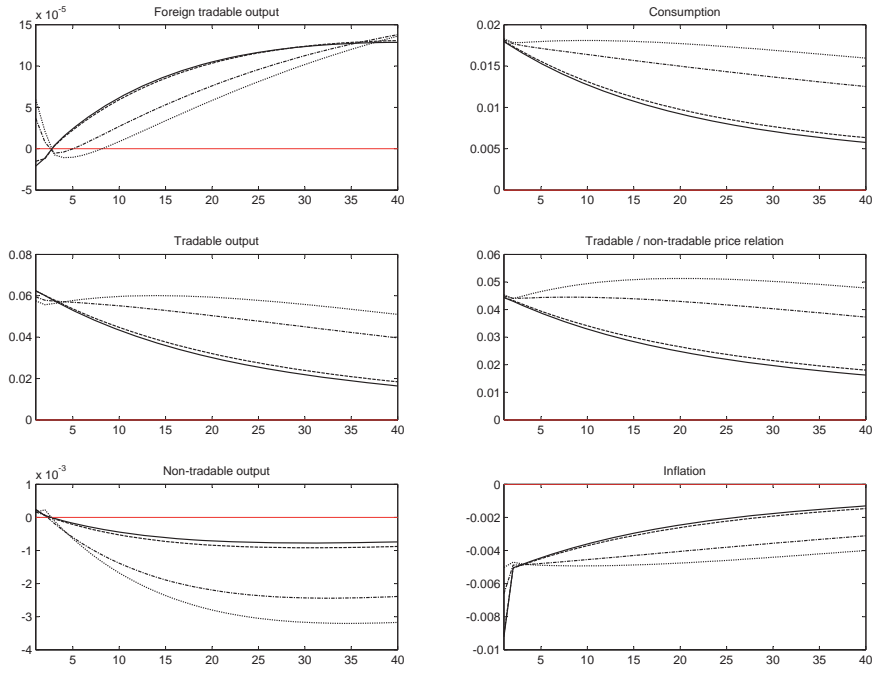 Foreign tradable output
x 10-5
15
10
5
0
-5
5 10 15 20 25 30 35 40
Consumption
0.02
0.015
0.01
0.005
0
5 10 15 20 25 30 35 40
Tradable output
0.08
0.06
0.04
0.02
0
5 10 15 20 25 30 35 40
Tradable / non-tradable price relation
0.06
0.05
0.04
0.03
0.02
0.01
0
5 10 15 20 25 30 35 40
Non-tradable output
x 10-3
1
0
-1
-2
-3
-4
5 10 15 20 25 30 35 40
Inflation
0
-0.002
-0.004
-0.006
-0.008
-0.01
5 10 15 20 25 30 35 40